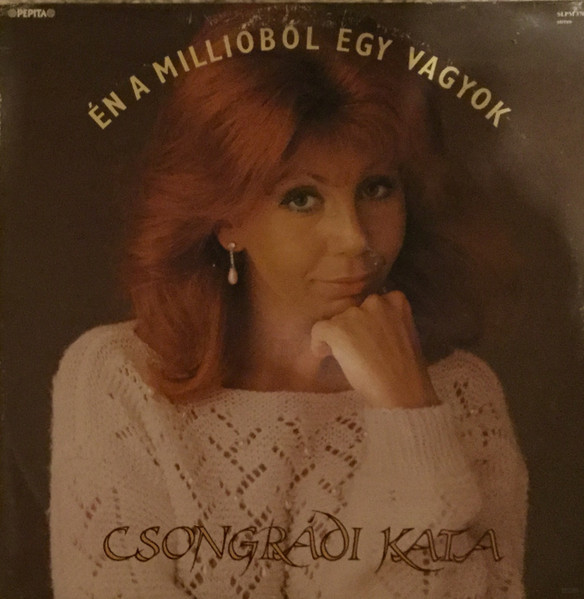 PEPITA
ÉN A MILLIÓBÓL EGY VAGYOK
CSONGRÁDI KATA